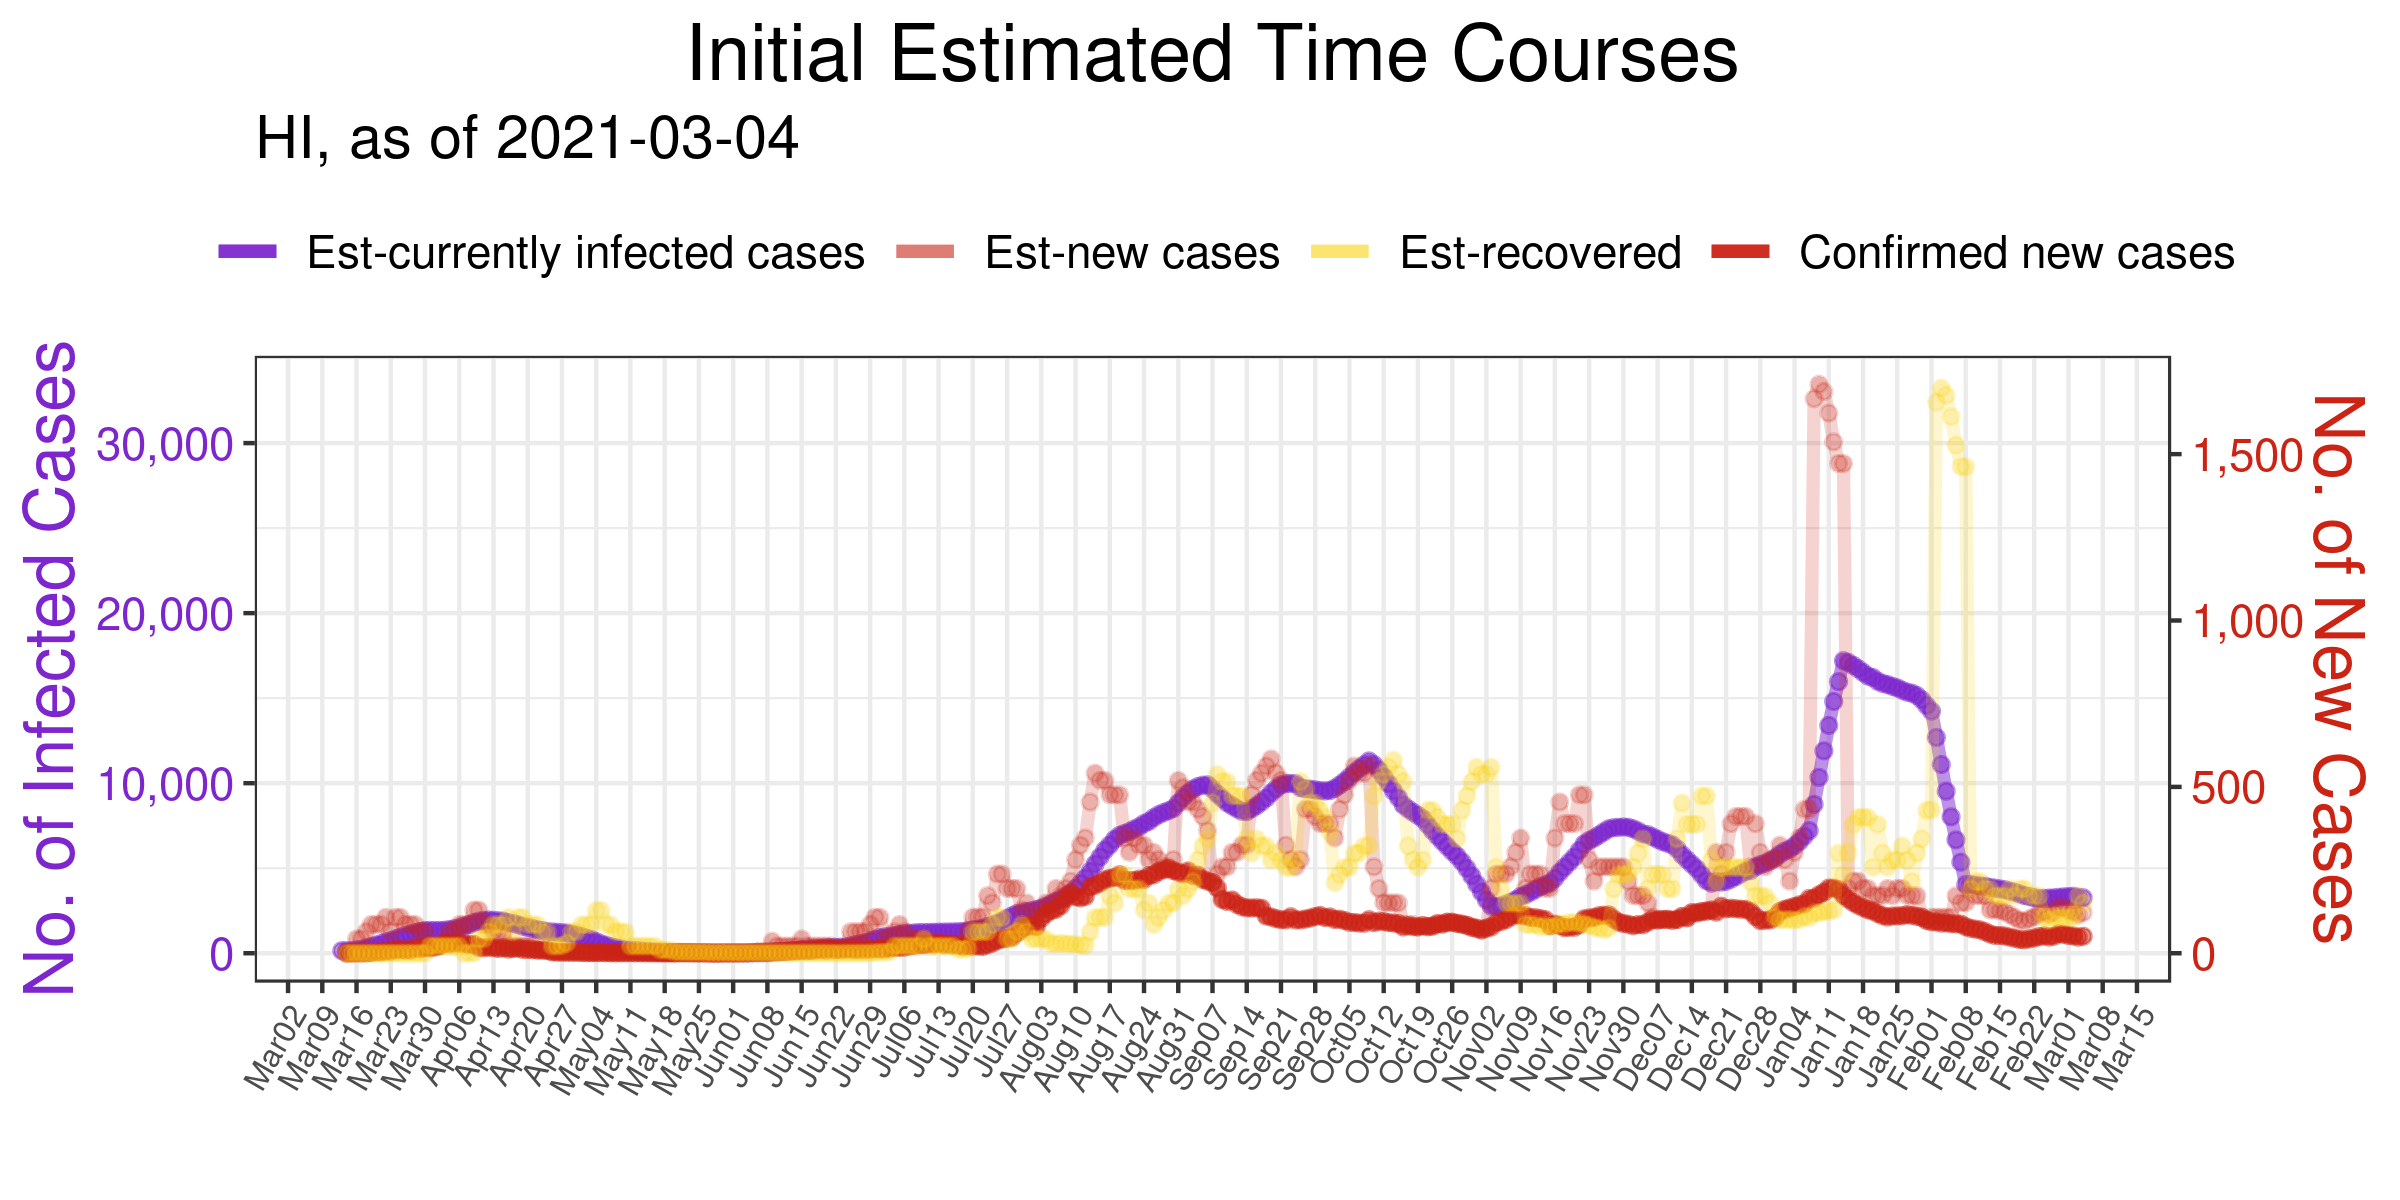 Initial Estimated Time Courses
HI, as of 2021-03-04
Est-currently infected cases Est-new cases Est-recovered Confirmed new cases
No. of Infected Cases
30,000
20,000
10,000
0
1,500
1,000
500
0
No. of New Cases
Mar02 Mar09 Mar16 Mar23 Mar30 Apr06 Apr13 Apr20 Apr27 May04 May11 May18 May25 Jun01 Jun08 Jun15 Jun22 Jun29 Jul06 Jul13 Jul20 Jul27 Aug03 Aug10 Aug17 Aug24 Aug31 Sep07 Sep14 Sep21 Sep28 Oct05 Oct12 Oct19 Oct26 Nov02 Nov09 Nov16 Nov23 Nov30 Dec07 Dec14 Dec21 Dec28 Jan04 Jan11 Jan18 Jan25 Feb01 Feb08 Feb15 Feb22 Mar01 Mar08 Mar15